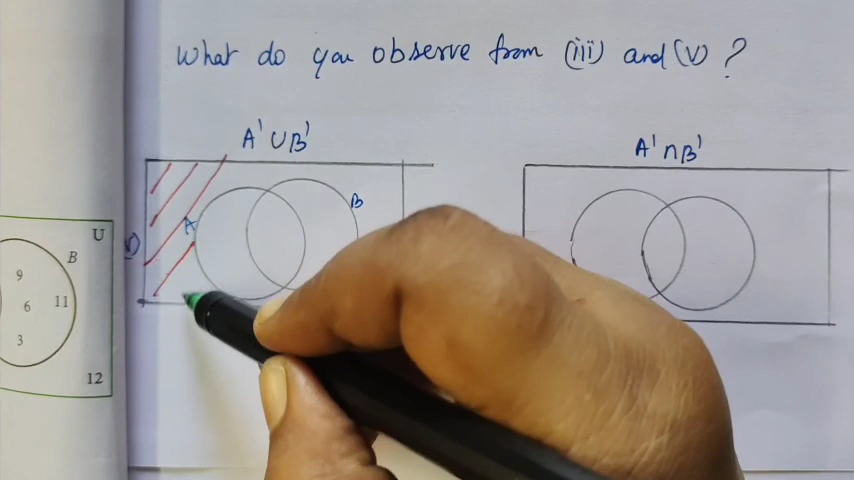 What do you observe from (iii) and (v) ?
A' ∪ B'
A' ∩ B'
A
B
U
B
9
6
11
3
12